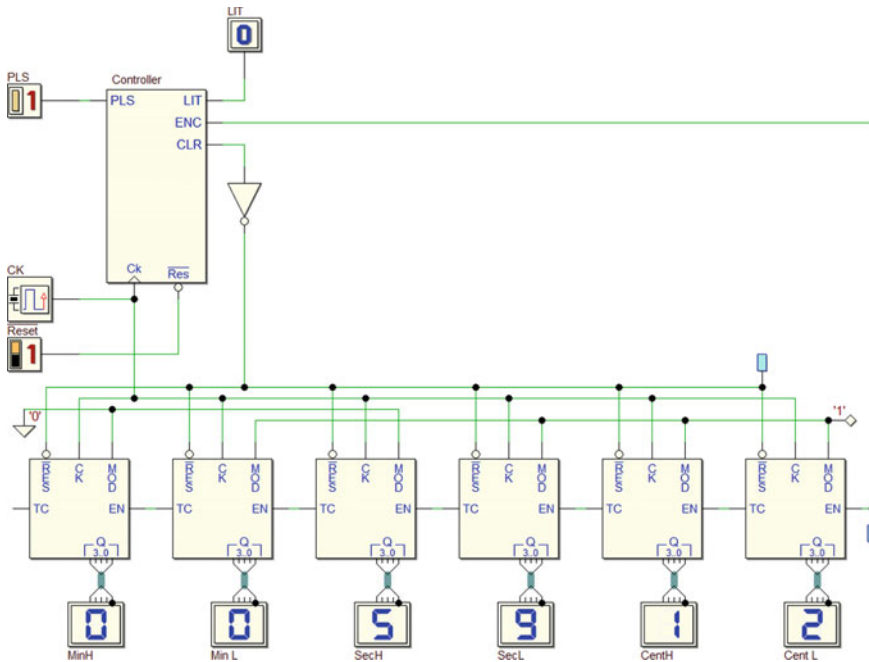 LIT
0
PLS
1
Controller
PLS LIT
ENC
CLR
Ck Res
CK
Reset
1
'0' '1'
RES CK MOD RES CK MOD RES CK MOD RES CK MOD RES CK MOD RES CK MOD
TC EN TC EN TC EN TC EN TC EN TC EN
Q Q Q Q Q Q
3.0 3.0 3.0 3.0 3.0 3.0
0 0 5 9 1 2
MinH Min L SecH SecL CentH Cent L